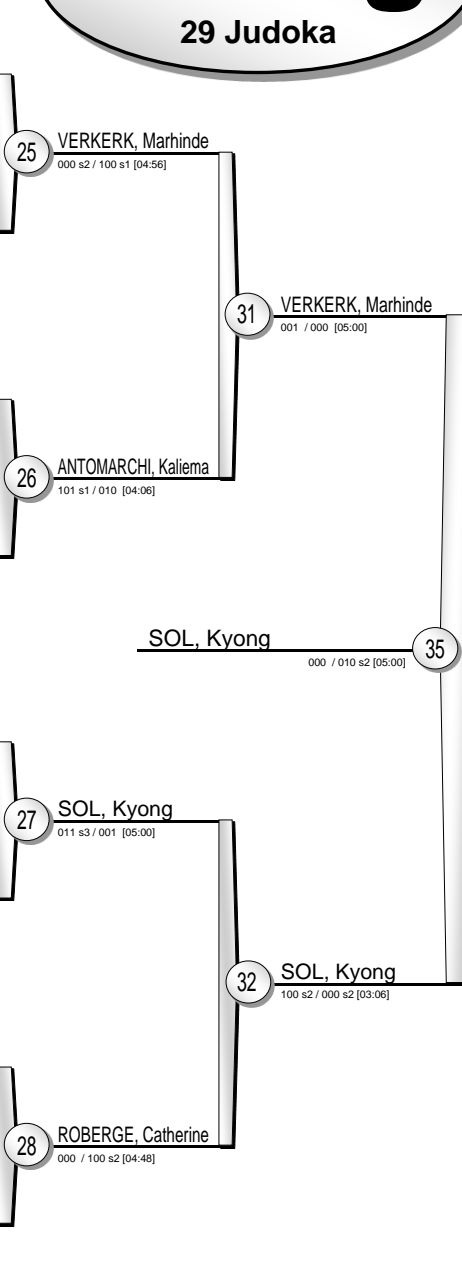 29 Judoka
25
VERKERK, Marhinde
000 s2 / 100 s1 [04:56]
31
VERKERK, Marhinde
001 / 000 [05:00]
26
ANTOMARCHI, Kaliema
101 s1 / 010 [04:06]
SOL, Kyong
000 / 010 s2 [05:00]
35
27
SOL, Kyong
011 s3 / 001 [05:00]
32
SOL, Kyong
100 s2 / 000 s2 [03:06]
28
ROBERGE, Catherine
000 / 100 s2 [04:48]